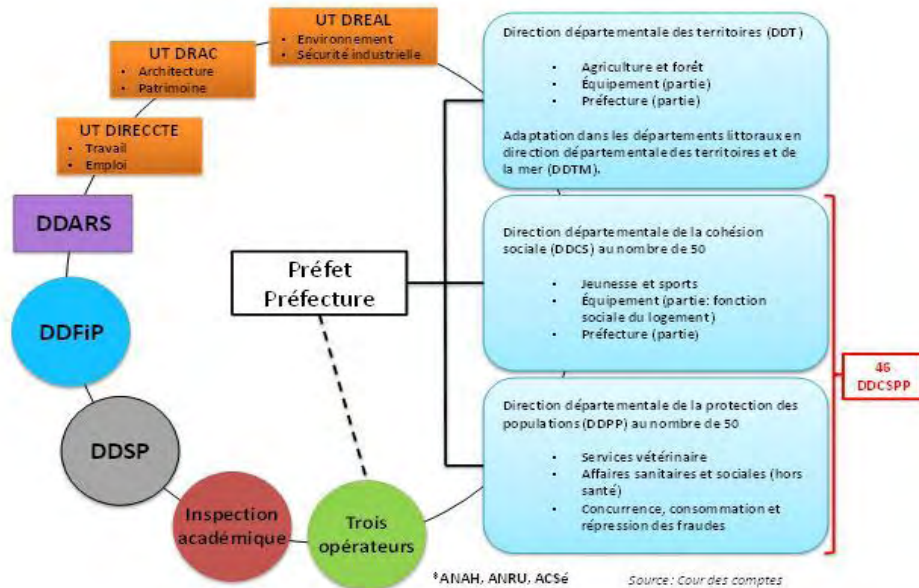 UT DREAL
• Environnement
• Sécurité industrielle
UT DRAC
• Architecture
• Patrimoine
UT DIRECCTE
• Travail
• Emploi
DDARS
DDFiP
DDSP
Inspection
académique
Trois
opérateurs
Préfet
Préfecture
Direction départementale des territoires (DDT)
• Agriculture et forêt
• Équipement (partie)
• Préfecture (partie)
Adaptation dans les départements littoraux en
direction départementale des territoires et de
la mer (DDTM).
Direction départementale de la cohésion
sociale (DDCS) au nombre de 50
• Jeunesse et sports
• Équipement (partie: fonction
sociale du logement)
• Préfecture (partie)
Direction départementale de la protection des
populations (DDPP) au nombre de 50
• Services vétérinaire
• Affaires sanitaires et sociales (hors
santé)
• Concurrence, consommation et
répression des fraudes
46
DDCSPP
*ANAH, ANRU, ACSé
Source: Cour des comptes